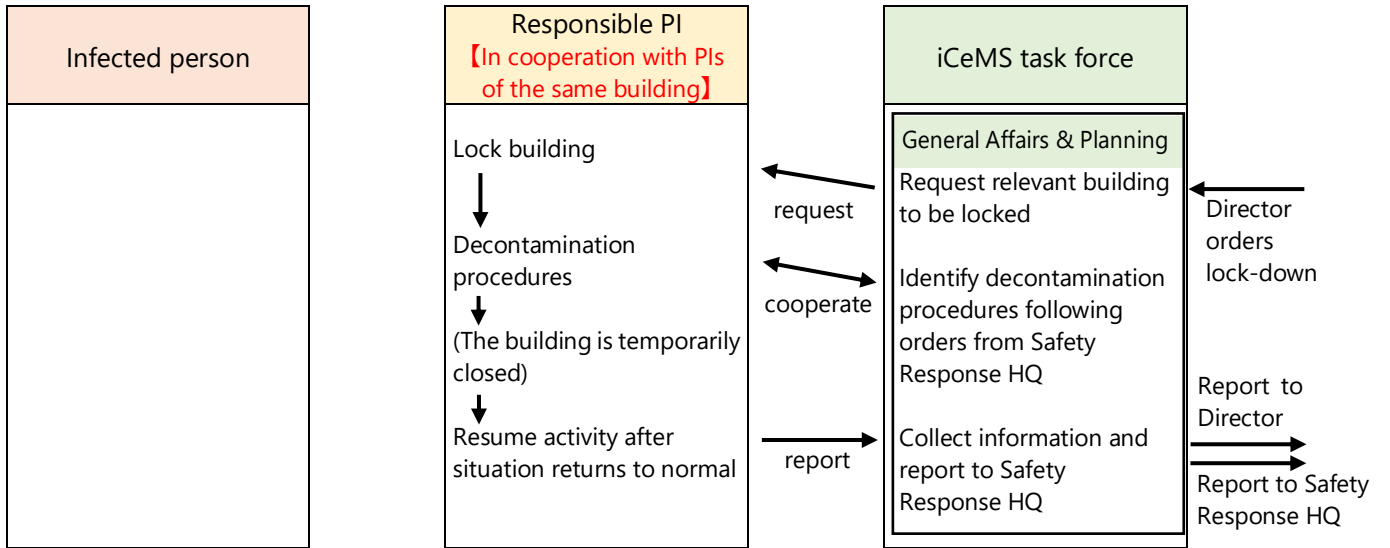 Infected person
Responsible PI
【In cooperation with PIs
of the same building】
Lock building
Decontamination
procedures
(The building is temporarily
closed)
Resume activity after
situation returns to normal
request
cooperate
report
iCeMS task force
General Affairs & Planning
Request relevant building
to be locked
Identify decontamination
procedures following
orders from Safety
Response HQ
Collect information and
report to Safety
Response HQ
Director
orders
lock-down
Report to
Director
Report to Safety
Response HQ